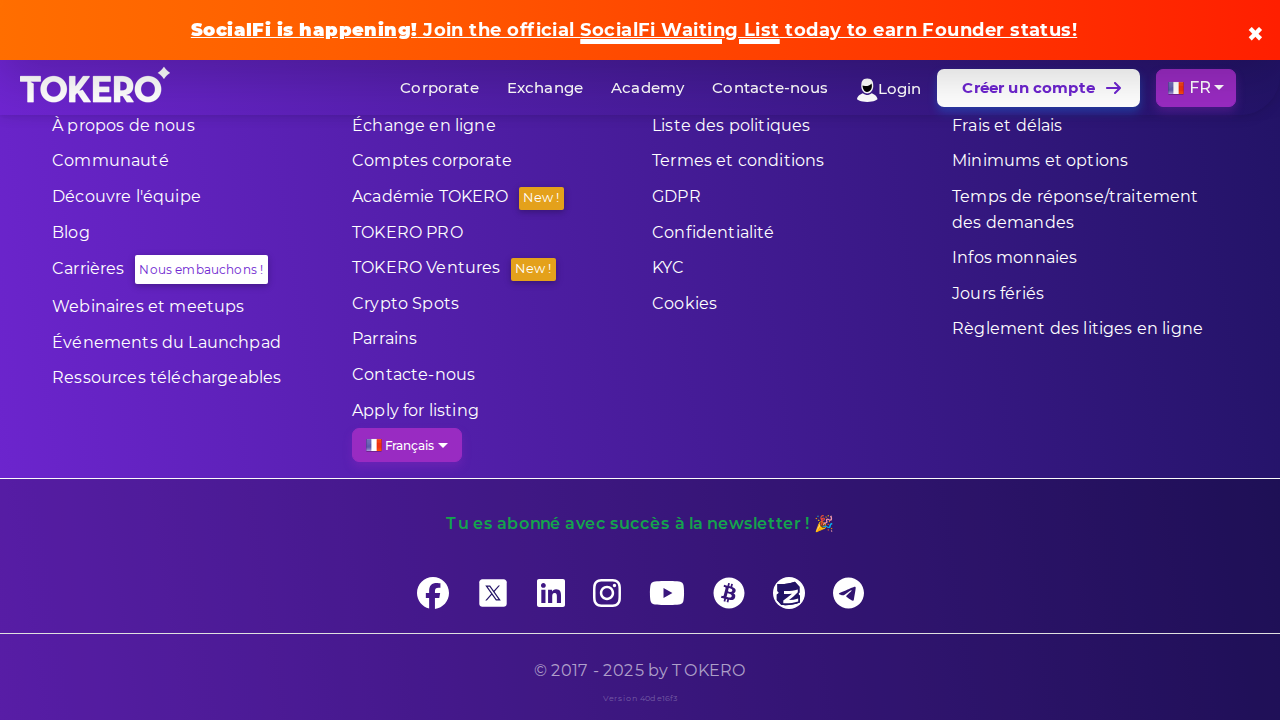 SocialFi is happening! Join the official SocialFi Waiting List today to earn Founder status!
✖
TOKERO
Corporate
Exchange
Academy
Contacte-nous
Login
Créer un compte
FR
À propos de nous
Communauté
Découvre l'équipe
Blog
Carrières Nous embauchons !
Webinaires et meetups
Événements du Launchpad
Ressources téléchargeables
Échange en ligne
Comptes corporate
Académie TOKERO New !
TOKERO PRO
TOKERO Ventures New !
Crypto Spots
Parrains
Contacte-nous
Apply for listing
Français
Liste des politiques
Termes et conditions
GDPR
Confidentialité
KYC
Cookies
Frais et délais
Minimums et options
Temps de réponse/traitement
des demandes
Infos monnaies
Jours fériés
Règlement des litiges en ligne
Tu es abonné avec succès à la newsletter ! 🎉
© 2017 - 2025 by TOKERO
Version 40de16f3